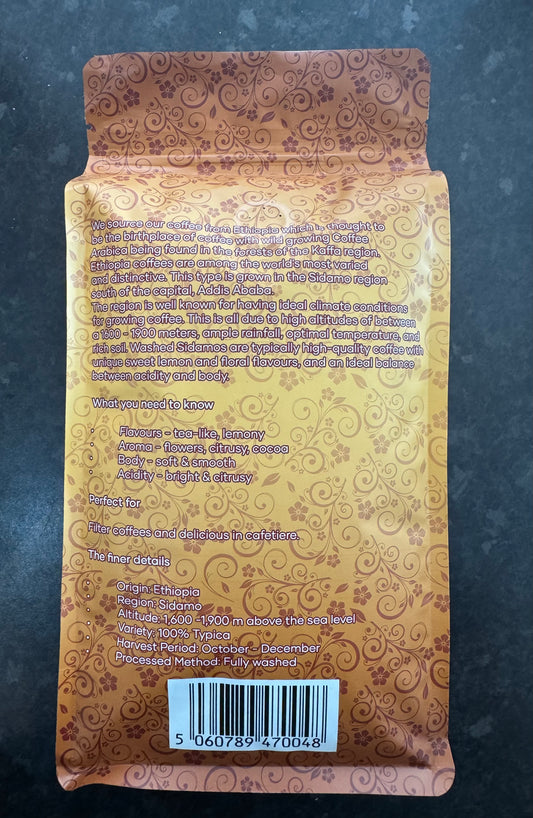 We source our coffee from Ethiopia which is thought to
be the birthplace of coffee with wild growing Coffee
Arabica being found in the forests of the Kaffa region.
Ethiopia coffees are among the world's most varied
and distinctive. This type is grown in the Sidamo region
south of the capital, Addis Ababa.
The region is well known for having ideal climate conditions
for growing coffee. This is all due to high altitudes of between
a 1500 - 1900 meters, ample rainfall, optimal temperature, and
rich soil. Washed Sidamos are typically high-quality coffee with
unique sweet lemon and floral flavours, and an ideal balance
between acidity and body.
What you need to know
• Flavours - tea-like, lemony
• Aroma - flowers, citrusy, cocoa
• Body - soft & smooth
• Acidity - bright & citrusy
Perfect for
Filter coffees and delicious in cafetiere.
The finer details
• Origin: Ethiopia
• Region: Sidamo
• Altitude: 1,600 -1,900 m above the sea level
• Variety: 100% Typica
• Harvest Period: October - December
• Processed Method: Fully washed
5 060789 470048